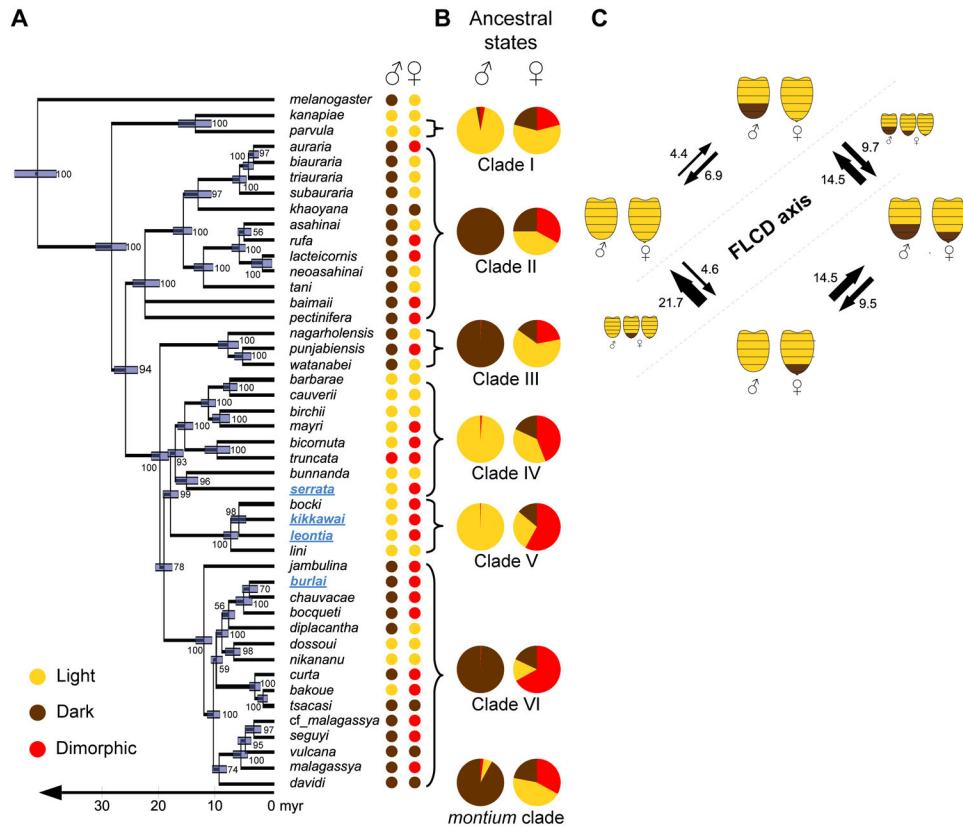 A
B
Ancestral
states
C
♂ ♀
♂ ♀
melanogaster
kanapiae
parvula
auraria
biauraria
triauraria
subauraria
khaoyana
asahinai
rufa
lacteicornis
neoasahinai
tani
baimaii
pectinifera
nagarholensis
punjabiensis
watanabei
barbarae
cauverii
birchii
mayri
bicornuta
truncata
bunnanda
serrata
bocki
kikkawai
leontia
lini
jambulina
burlai
chauvacae
bocqueti
diplacantha
dossoui
nikananu
curta
bakoue
tsacasi
cf_malagassya
seguyi
vulcana
malagassya
davidi
100
100
97
100
100
97
100
100
56
100
100
100
100
94
100
100
100
100
100
100
100
93
96
99
100
98
100
78
70
100
56
100
100
98
59
100
100
100
97
95
100
74
Light
Dark
Dimorphic
30 20 10 0 myr
Clade I
Clade II
Clade III
Clade IV
Clade V
Clade VI
montium clade
♂ ♀
4.4
6.9
♂ ♀
9.7
14.5
FLCD axis
♂ ♀
♂ ♀
4.6
21.7
14.5
9.5
♂ ♀
♂ ♀